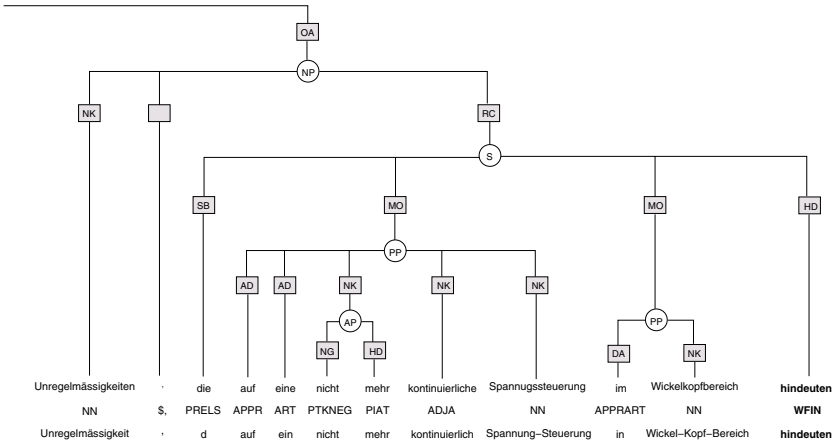 OA
NP
NK RC
S
SB MO MO HD
PP
AD AD NK NK NK
AP PP
NG HD DA NK
Unregelmässigkeiten , die auf eine nicht mehr kontinuierliche Spannugssteuerung im Wickelkopfbereich hindeuten
NN $, PRELS APPR ART PTKNEG PIAT ADJA NN APPRART NN WFIN
Unregelmässigkeit , d auf ein nicht mehr kontinuierlich Spannung–Steuerung in Wickel–Kopf–Bereich hindeuten